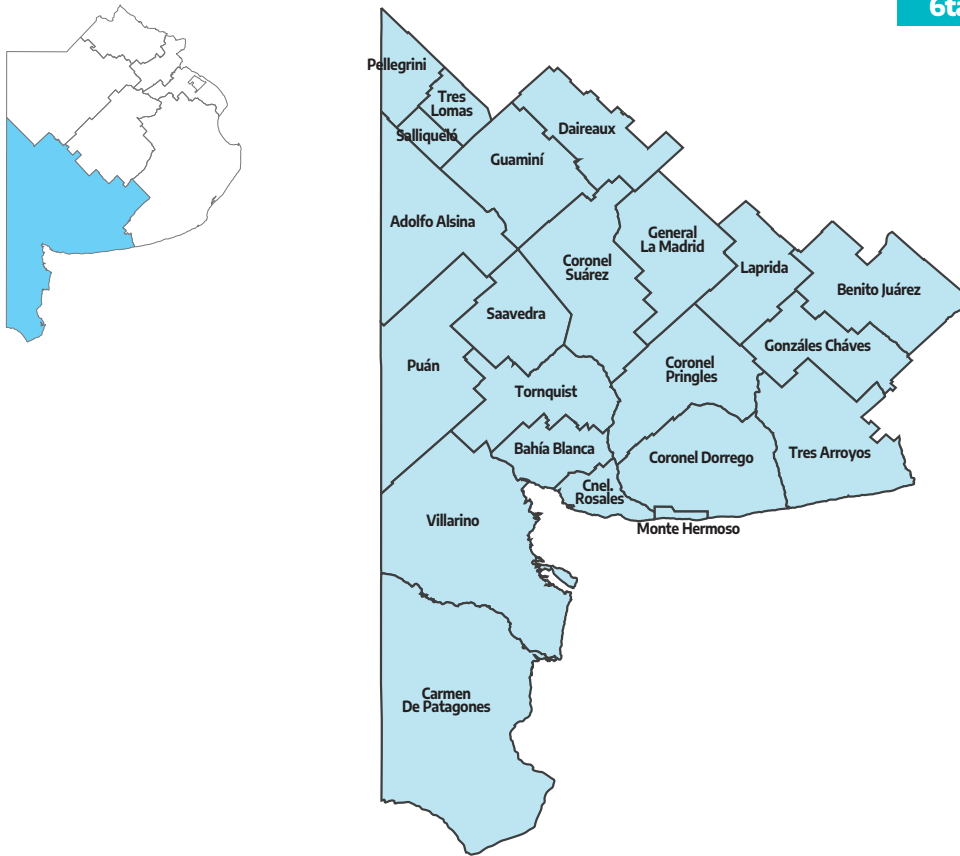 6ta
Pellegrini
Tres
Lomas
Salliqueló
Daireaux
Guaminí
Adolfo Alsina
General
La Madrid
Coronel
Suárez
Laprida
Benito Juárez
Saavedra
Gonzáles Cháves
Puán
Coronel
Pringles
Tornquist
Bahía Blanca
Coronel Dorrego
Tres Arroyos
Cnel.
Rosales
Villarino
Monte Hermoso
Carmen
De Patagones